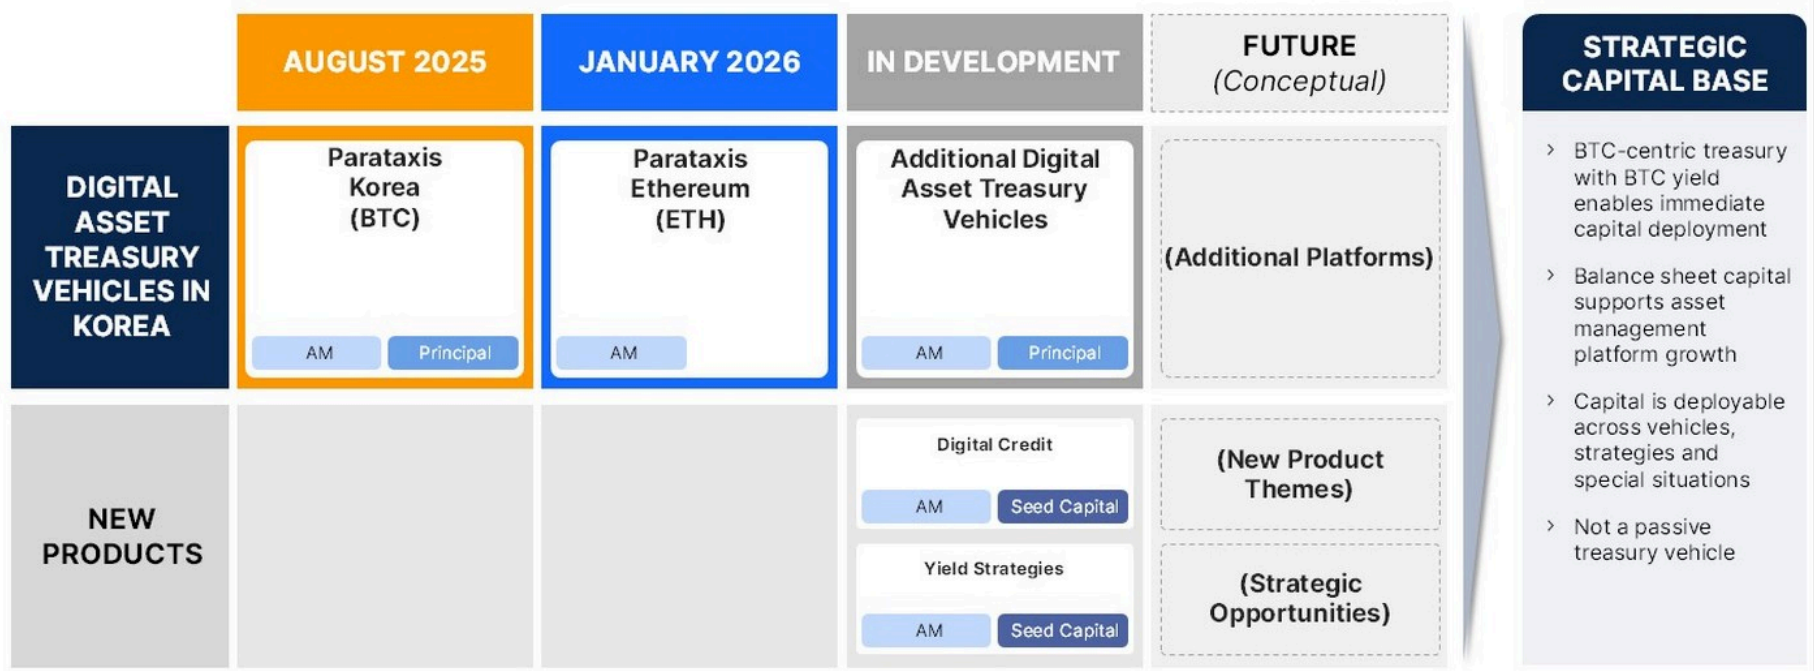 AUGUST 2025
JANUARY 2026
IN DEVELOPMENT
FUTURE
(Conceptual)
STRATEGIC
CAPITAL BASE
DIGITAL
ASSET
TREASURY
VEHICLES IN
KOREA
Parataxis
Korea
(BTC)
AM
Principal
Parataxis
Ethereum
(ETH)
AM
Additional Digital
Asset Treasury
Vehicles
AM
Principal
(Additional Platforms)
NEW
PRODUCTS
Digital Credit
AM
Seed Capital
Yield Strategies
AM
Seed Capital
(New Product
Themes)
(Strategic
Opportunities)
› BTC-centric treasury
with BTC yield
enables immediate
capital deployment
› Balance sheet capital
supports asset
management
platform growth
› Capital is deployable
across vehicles,
strategies and
special situations
› Not a passive
treasury vehicle